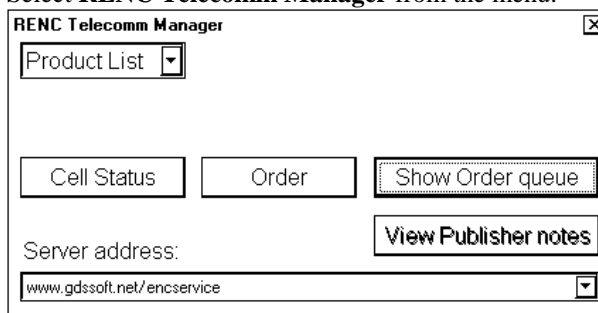 Select RENC Telecomm Manager from the menu.
RENC Telecomm Manager
Product List
Cell Status
Order
Show Order queue
View Publisher notes
Server address:
www.gdssoft.net/encservice